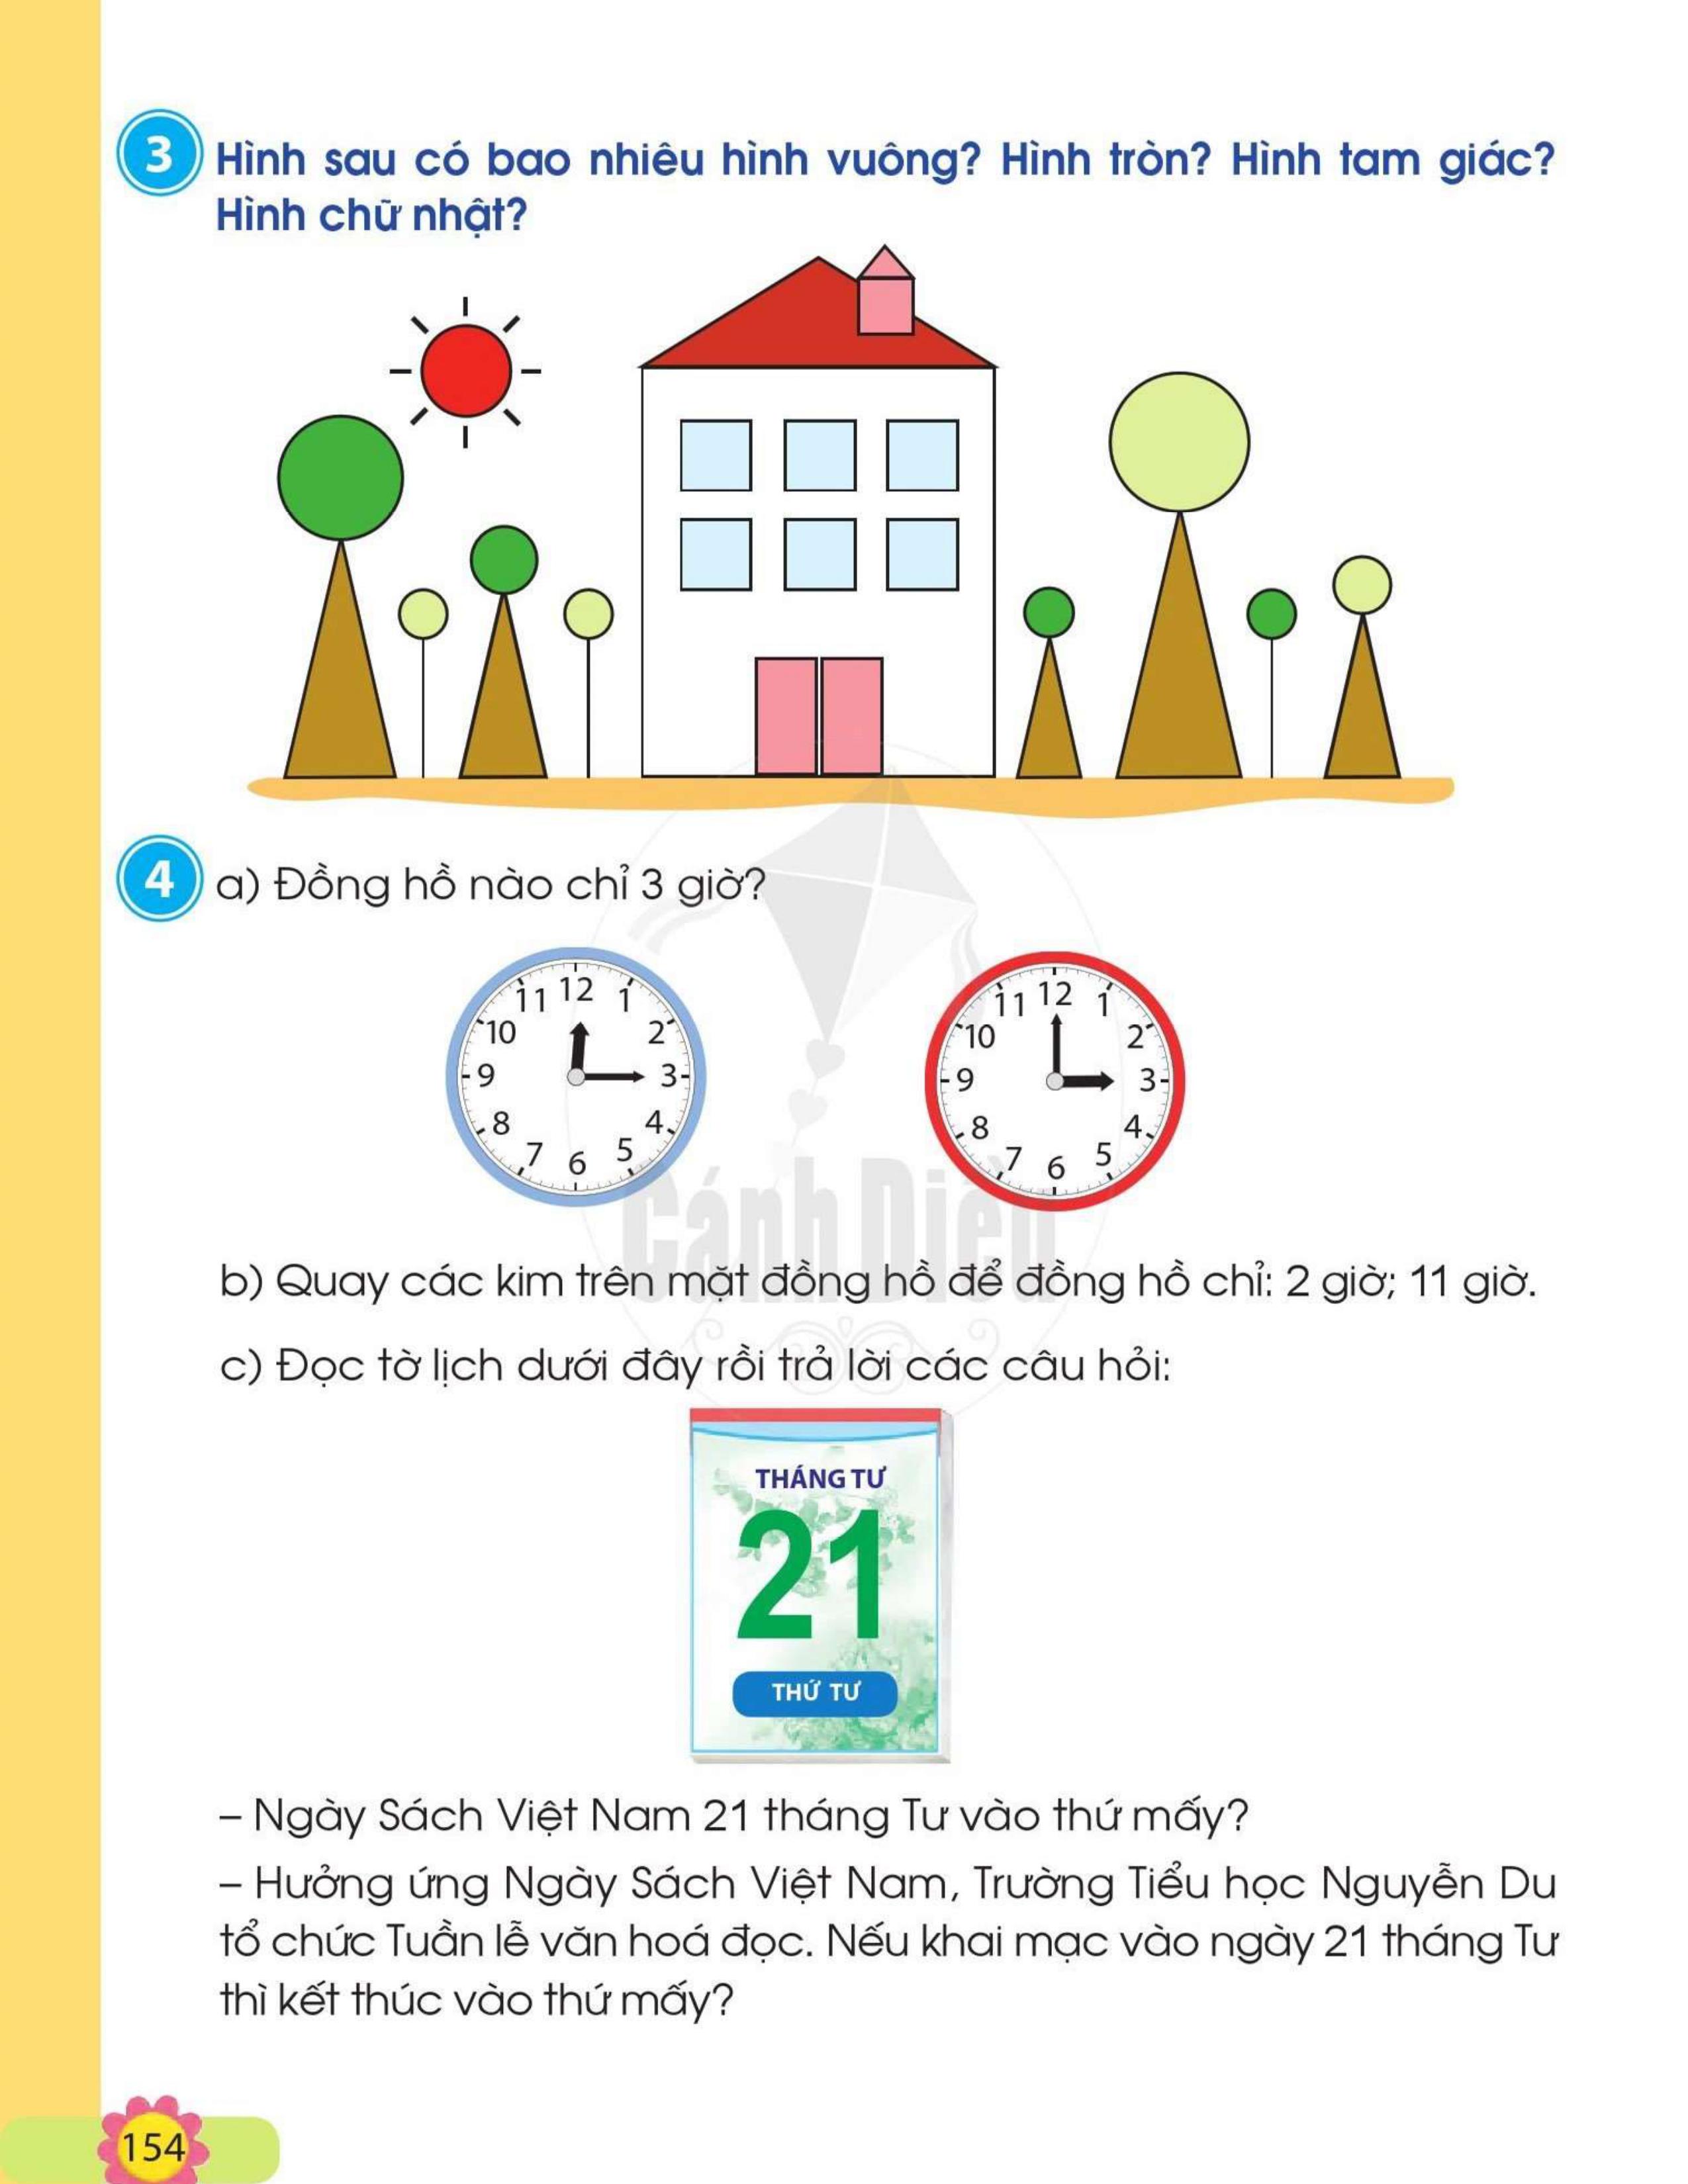 3 Hình sau có bao nhiêu hình vuông? Hình tròn? Hình tam giác?
Hình chữ nhật?
4 a) Đồng hồ nào chỉ 3 giờ?
12 1 2 3 4 5 6 7 8 9 10 11
12 1 2 3 4 5 6 7 8 9 10 11
Cánh Diều
b) Quay các kim trên mặt đồng hồ để đồng hồ chỉ: 2 giờ; 11 giờ.
c) Đọc tờ lịch dưới đây rồi trả lời các câu hỏi:
THÁNG TƯ
21
THỨ TƯ
– Ngày Sách Việt Nam 21 tháng Tư vào thứ mấy?
– Hưởng ứng Ngày Sách Việt Nam, Trường Tiểu học Nguyễn Du
tổ chức Tuần lễ văn hoá đọc. Nếu khai mạc vào ngày 21 tháng Tư
thì kết thúc vào thứ mấy?
154